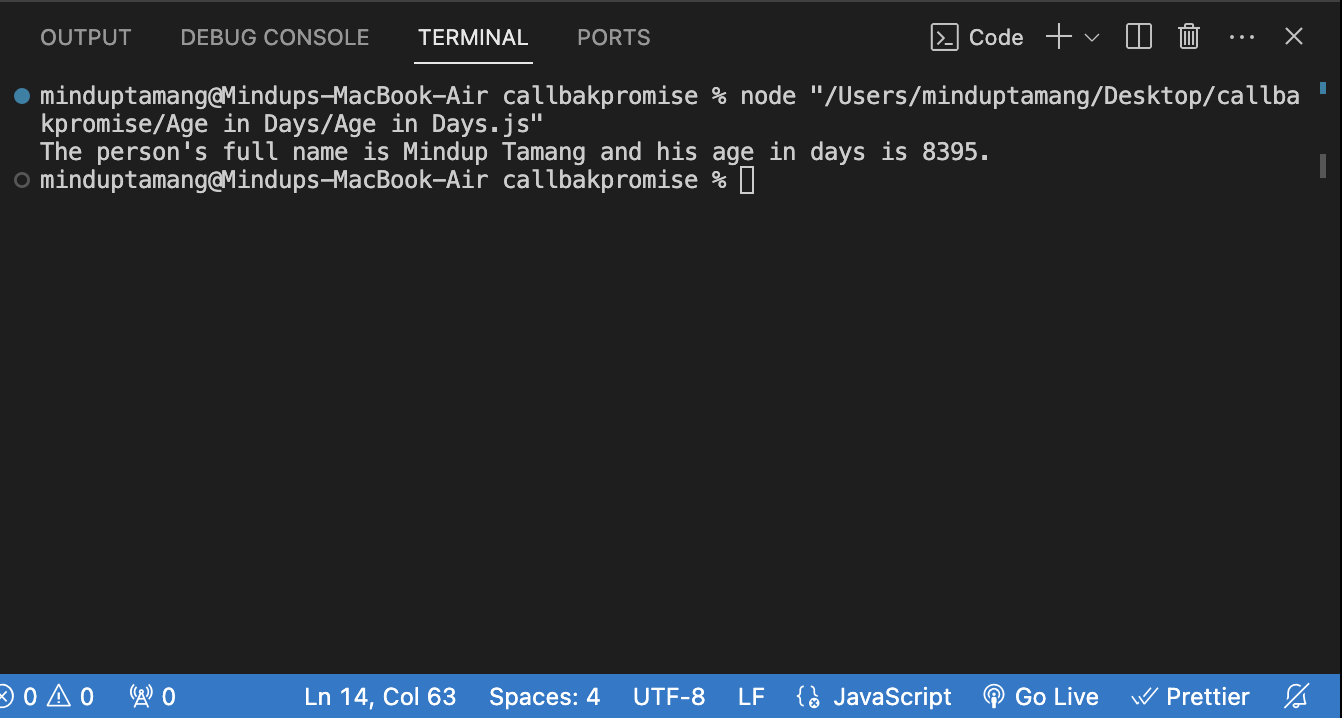 OUTPUT DEBUG CONSOLE TERMINAL PORTS Code
minduptamang@Mindups-MacBook-Air callbakpromise % node "/Users/minduptamang/Desktop/callba
kpromise/Age in Days/Age in Days.js"
The person's full name is Mindup Tamang and his age in days is 8395.
minduptamang@Mindups-MacBook-Air callbakpromise %
0 0 0 Ln 14, Col 63 Spaces: 4 UTF-8 LF JavaScript Go Live Prettier